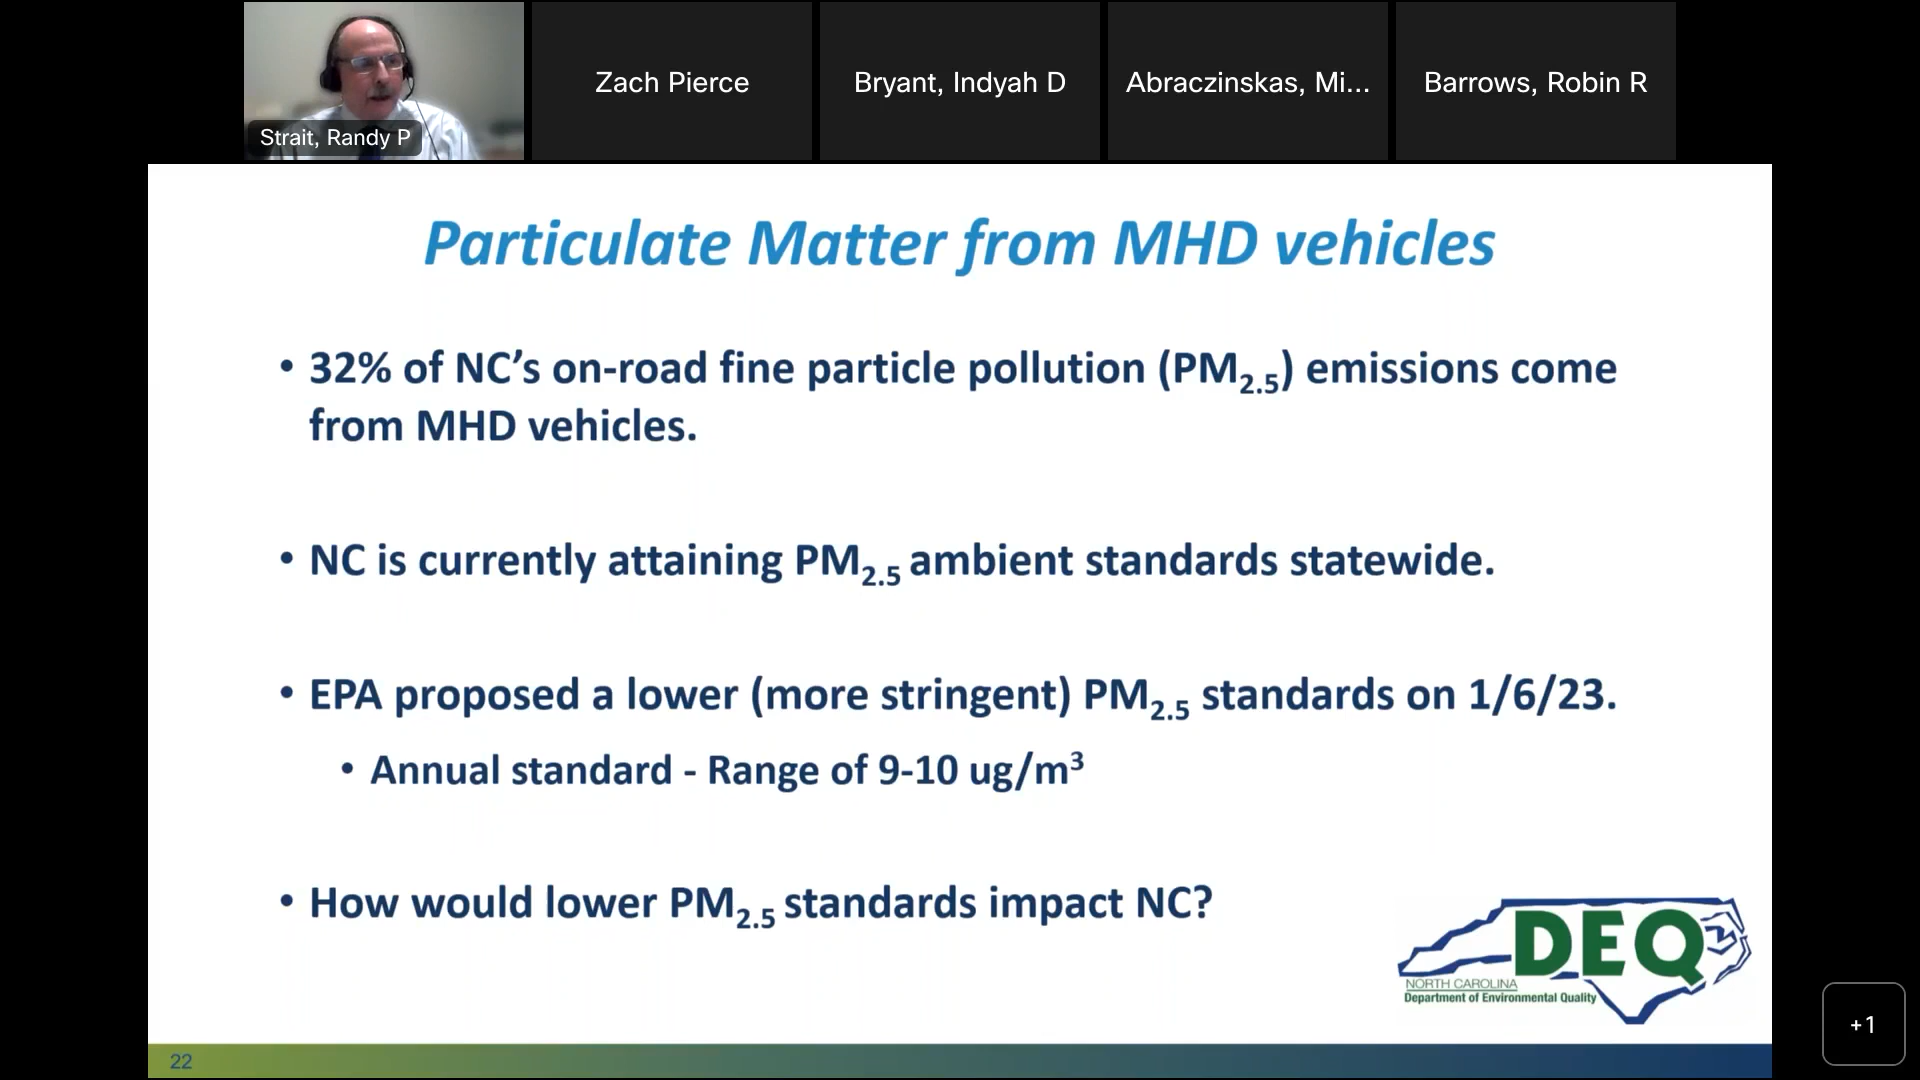 Strait, Randy P
Zach Pierce
Bryant, Indyah D
Abraczinskas, Mi...
Barrows, Robin R
Particulate Matter from MHD vehicles
• 32% of NC’s on-road fine particle pollution (PM2.5) emissions come
from MHD vehicles.
• NC is currently attaining PM2.5 ambient standards statewide.
• EPA proposed a lower (more stringent) PM2.5 standards on 1/6/23.
• Annual standard - Range of 9-10 ug/m³
• How would lower PM2.5 standards impact NC?
DEQ
NORTH CAROLINA
Department of Environmental Quality
+1
22